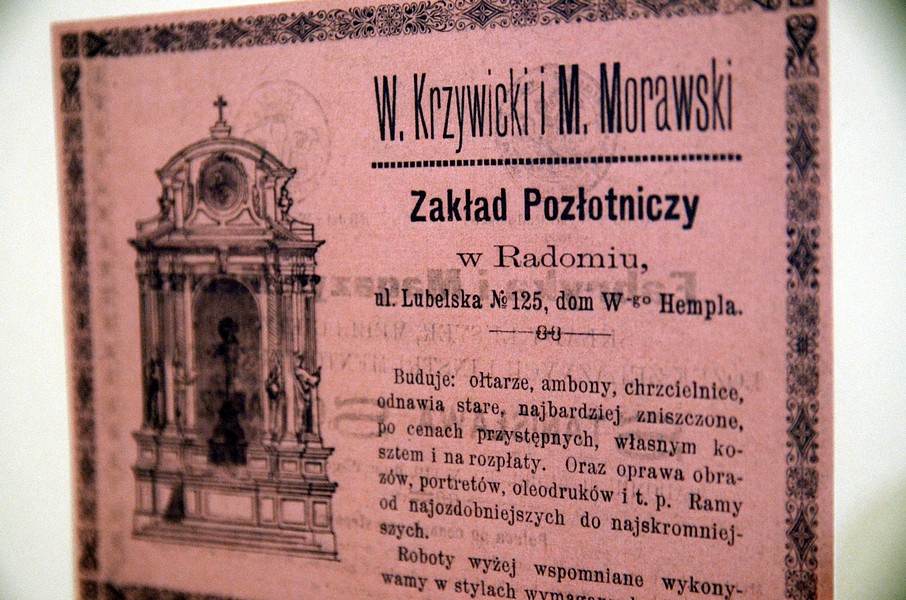 W. Krzywicki i M. Morawski
Zakład Pozłotniczy
w Radomiu,
ul. Lubelska № 125, dom W-go Hempla.
Buduje: ołtarze, ambony, chrzcielnice,
odnawia stare, najbardziej zniszczone,
po cenach przystępnych, własnym ko-
sztem i na rozpłaty. Oraz oprawa obra-
zów, portretów, oleodruków i t. p. Ramy
od najozdobniejszych do najskromniej-
szych.
Roboty wyżej wspomniane wykony-
wamy w stylach